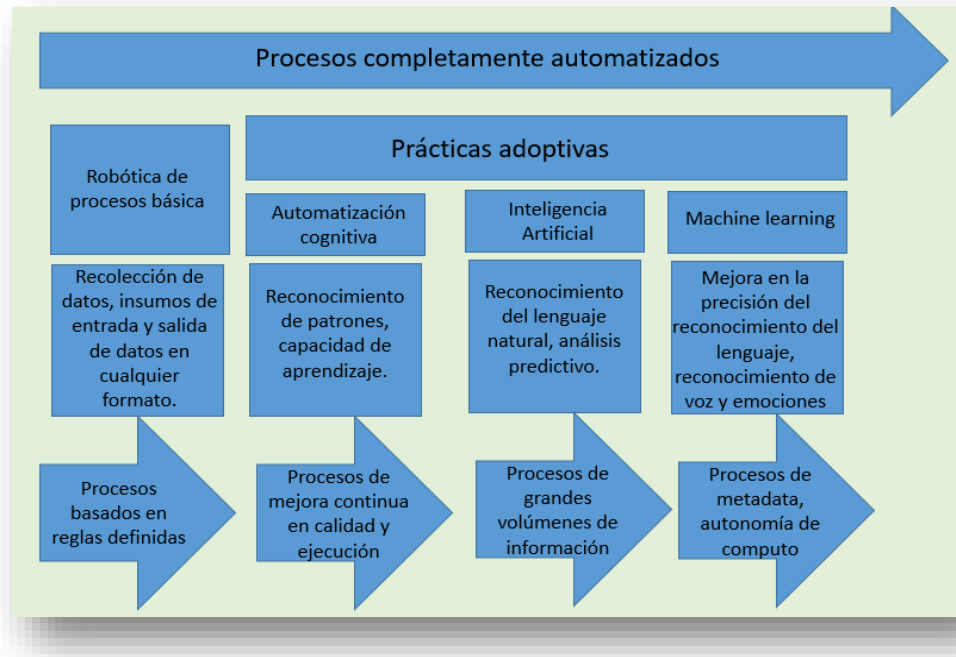 Procesos completamente automatizados
Prácticas adoptivas
Robótica de
procesos básica
Automatización
cognitiva
Inteligencia
Artificial
Machine learning
Recolección de
datos, insumos de
entrada y salida
de datos en
cualquier
formato.
Reconocimiento
de patrones,
capacidad de
aprendizaje.
Reconocimiento
del lenguaje
natural, análisis
predictivo.
Mejora en la
precisión del
reconocimiento del
lenguaje,
reconocimiento de
voz y emociones
Procesos
basados en
reglas definidas
Procesos de
mejora continua
en calidad y
ejecución
Procesos de
grandes
volúmenes de
información
Procesos de
metadata,
autonomía de
computo